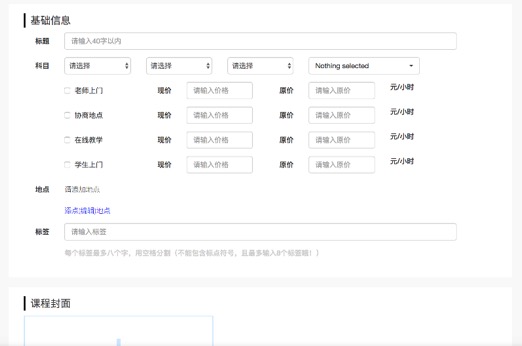 基础信息
标题 请输入40字以内
科目 请选择 请选择 请选择 Nothing selected
老师上门 现价 请输入价格 原价 请输入原价 元/小时
协商地点 现价 请输入价格 原价 请输入原价 元/小时
在线教学 现价 请输入价格 原价 请输入原价 元/小时
学生上门 现价 请输入价格 原价 请输入原价 元/小时
地点 请添加地点
添加编辑地点
标签 请输入标签
每个标签最多八个字，用空格分割（不能包含标点符号，且最多输入8个标签哦！）
课程封面